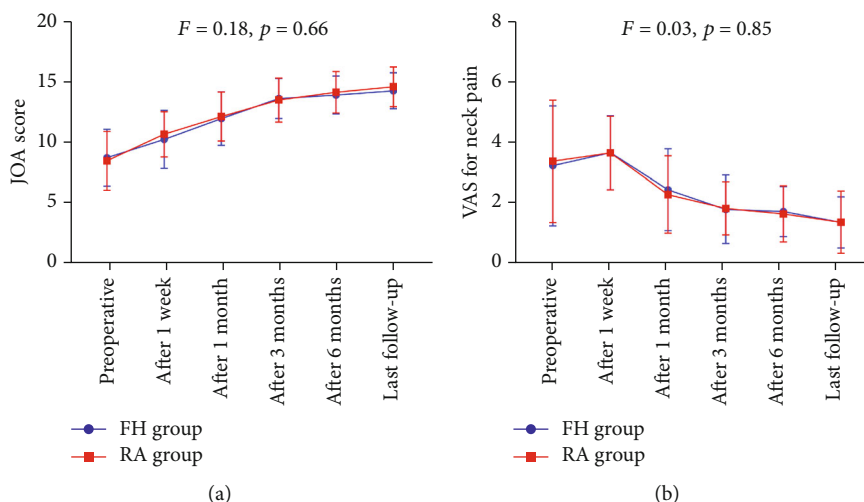 F = 0.18, p = 0.66
JOA score
20
15
10
5
0
Preoperative
After 1 week
After 1 month
After 3 months
After 6 months
Last follow-up
FH group
RA group
(a)
F = 0.03, p = 0.85
VAS for neck pain
8
6
4
2
0
Preoperative
After 1 week
After 1 month
After 3 months
After 6 months
Last follow-up
FH group
RA group
(b)